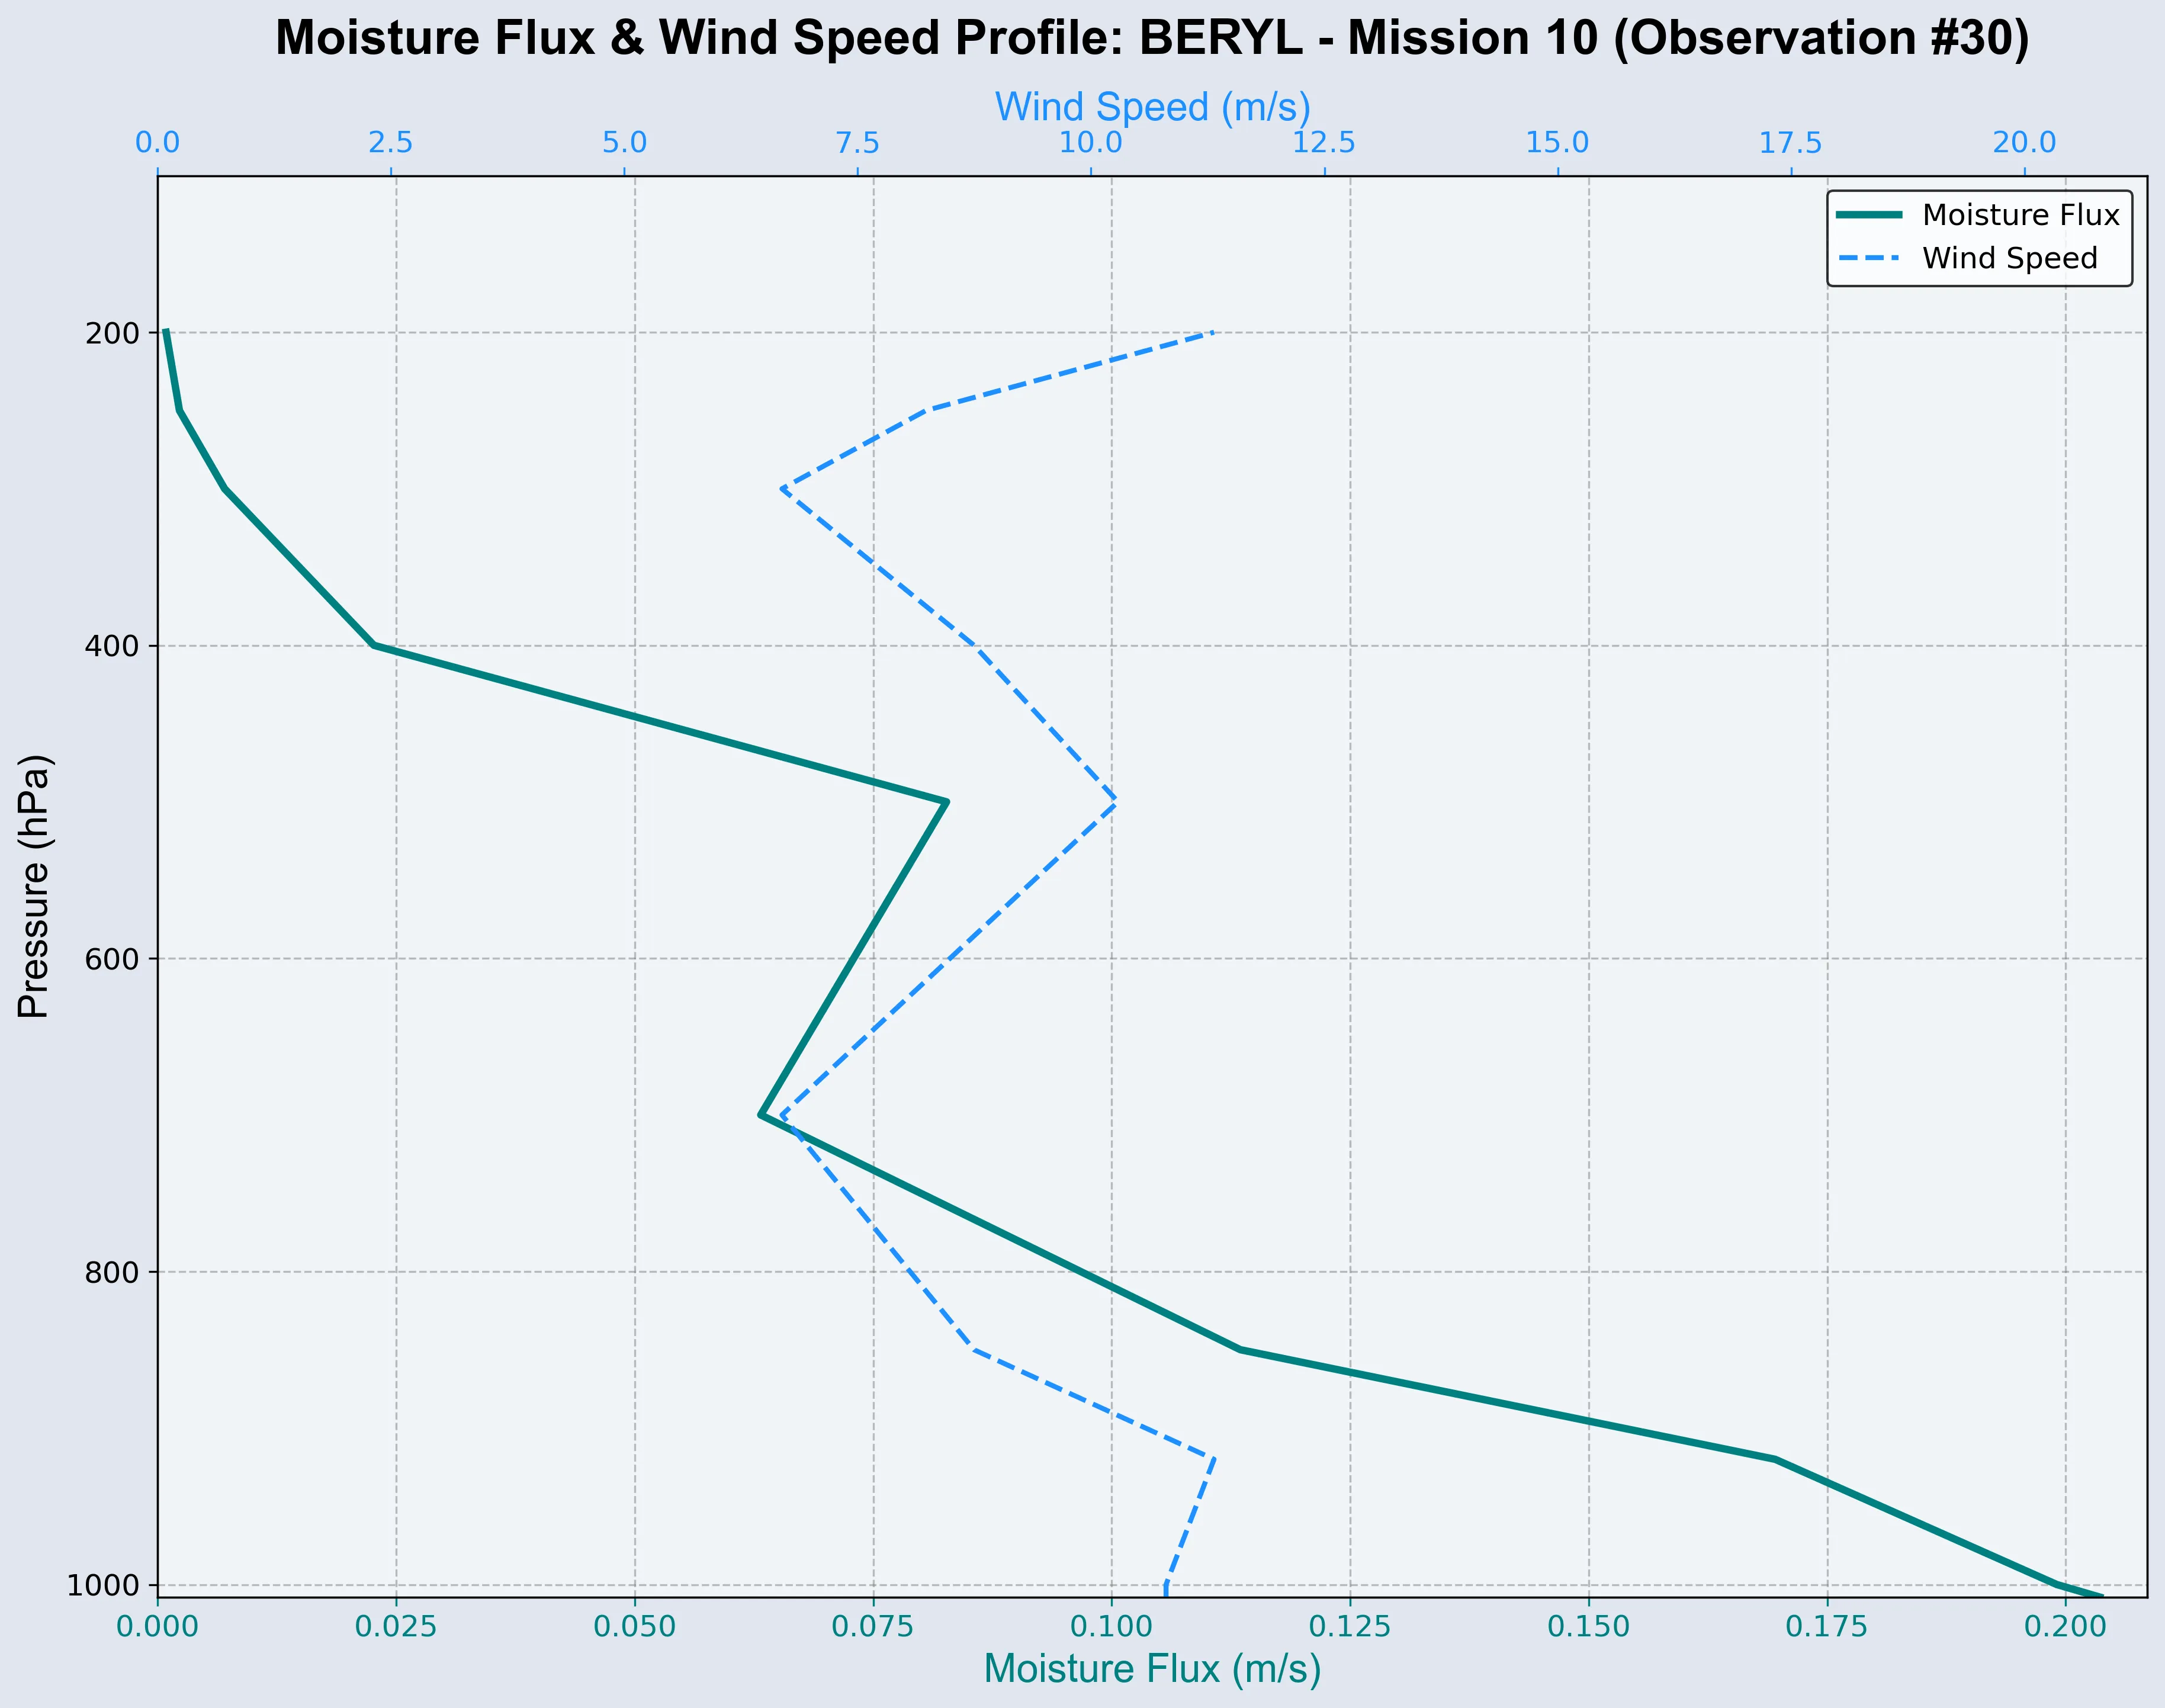 Moisture Flux & Wind Speed Profile: BERYL - Mission 10 (Observation #30)
Wind Speed (m/s)
0.0 2.5 5.0 7.5 10.0 12.5 15.0 17.5 20.0
Moisture Flux
Wind Speed
200
400
600
800
1000
Pressure (hPa)
0.000 0.025 0.050 0.075 0.100 0.125 0.150 0.175 0.200
Moisture Flux (m/s)